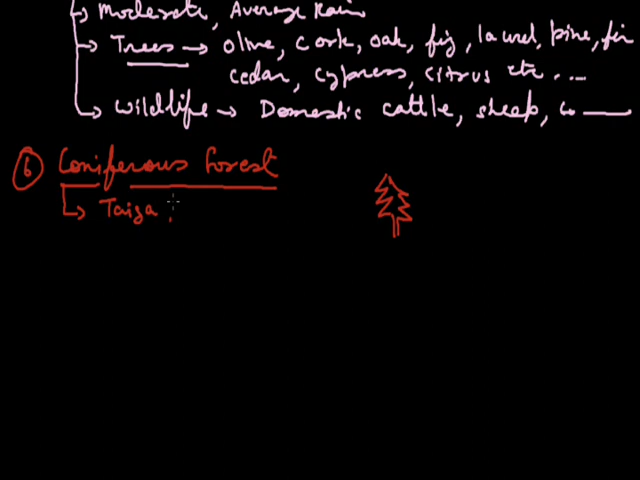 ↳ Moderate, Average Rain
→ Trees → olive, cork, oak, fig, laurel, pine, fir
cedar, cypress, citrus etc ....
↳ Wildlife → Domestic cattle, sheep,
⑥ Coniferous Forest
↳ Taiga,